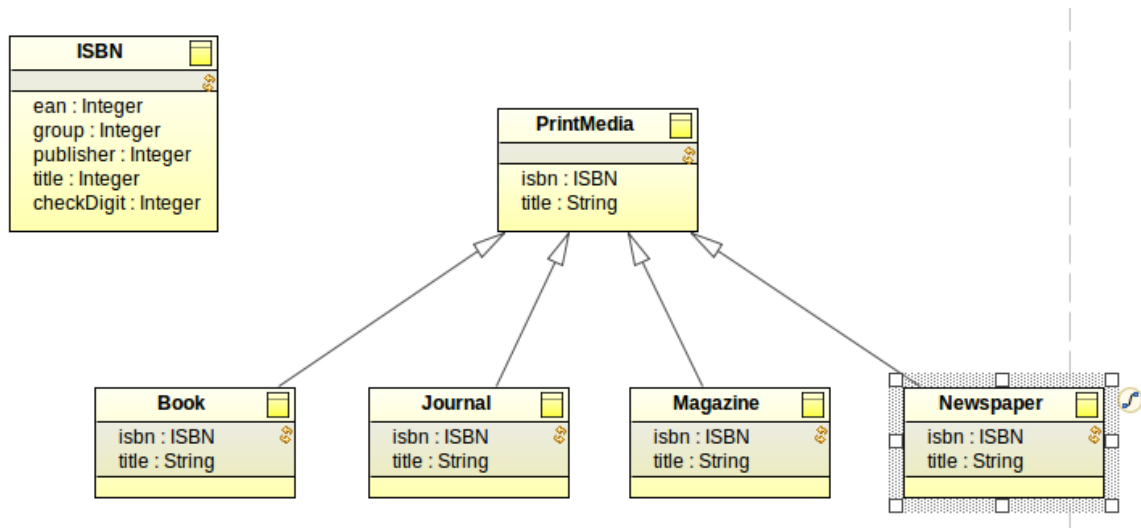 ISBN
ean : Integer
group : Integer
publisher : Integer
title : Integer
checkDigit : Integer
PrintMedia
isbn : ISBN
title : String
Book
isbn : ISBN
title : String
Journal
isbn : ISBN
title : String
Magazine
isbn : ISBN
title : String
Newspaper
isbn : ISBN
title : String